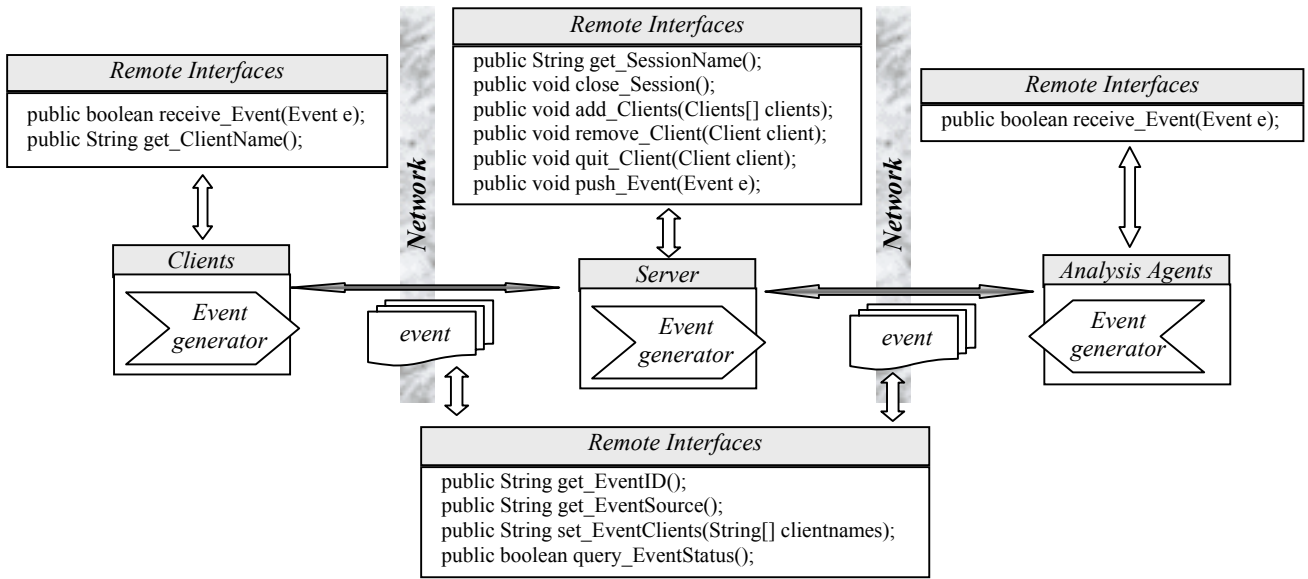 Remote Interfaces
public boolean receive_Event(Event e);
public String get_ClientName();
Network
Remote Interfaces
public String get_SessionName();
public void close_Session();
public void add_Clients(Clients[] clients);
public void remove_Client(Client client);
public void quit_Client(Client client);
public void push_Event(Event e);
Network
Remote Interfaces
public boolean receive_Event(Event e);
Clients
Event
generator
event
Server
Event
generator
event
Analysis Agents
Event
generator
Remote Interfaces
public String get_EventID();
public String get_EventSource();
public String set_EventClients(String[] clientnames);
public boolean query_EventStatus();